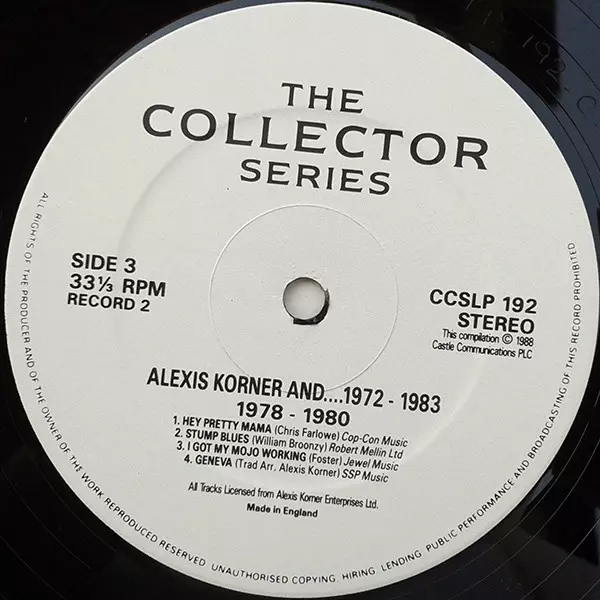 THE
COLLECTOR
SERIES
SIDE 3
33⅓ RPM
RECORD 2
CCSLP 192
STEREO
This compilation © 1988
Castle Communications PLC
ALEXIS KORNER AND....1972 - 1983
1978 - 1980
1. HEY PRETTY MAMA (Chris Farlowe) Cop-Con Music
2. STUMP BLUES (William Broonzy) Robert Mellin Ltd
3. I GOT MY MOJO WORKING (Foster) Jewel Music
4. GENEVA (Trad Arr. Alexis Korner) SSP Music
All Tracks Licensed from Alexis Korner Enterprises Ltd.
Made in England
ALL RIGHTS OF THE PRODUCER AND OF THE OWNER OF THE WORK REPRODUCED RESERVED. UNAUTHORISED COPYING, HIRING, LENDING, PUBLIC PERFORMANCE AND BROADCASTING OF THIS RECORD PROHIBITED